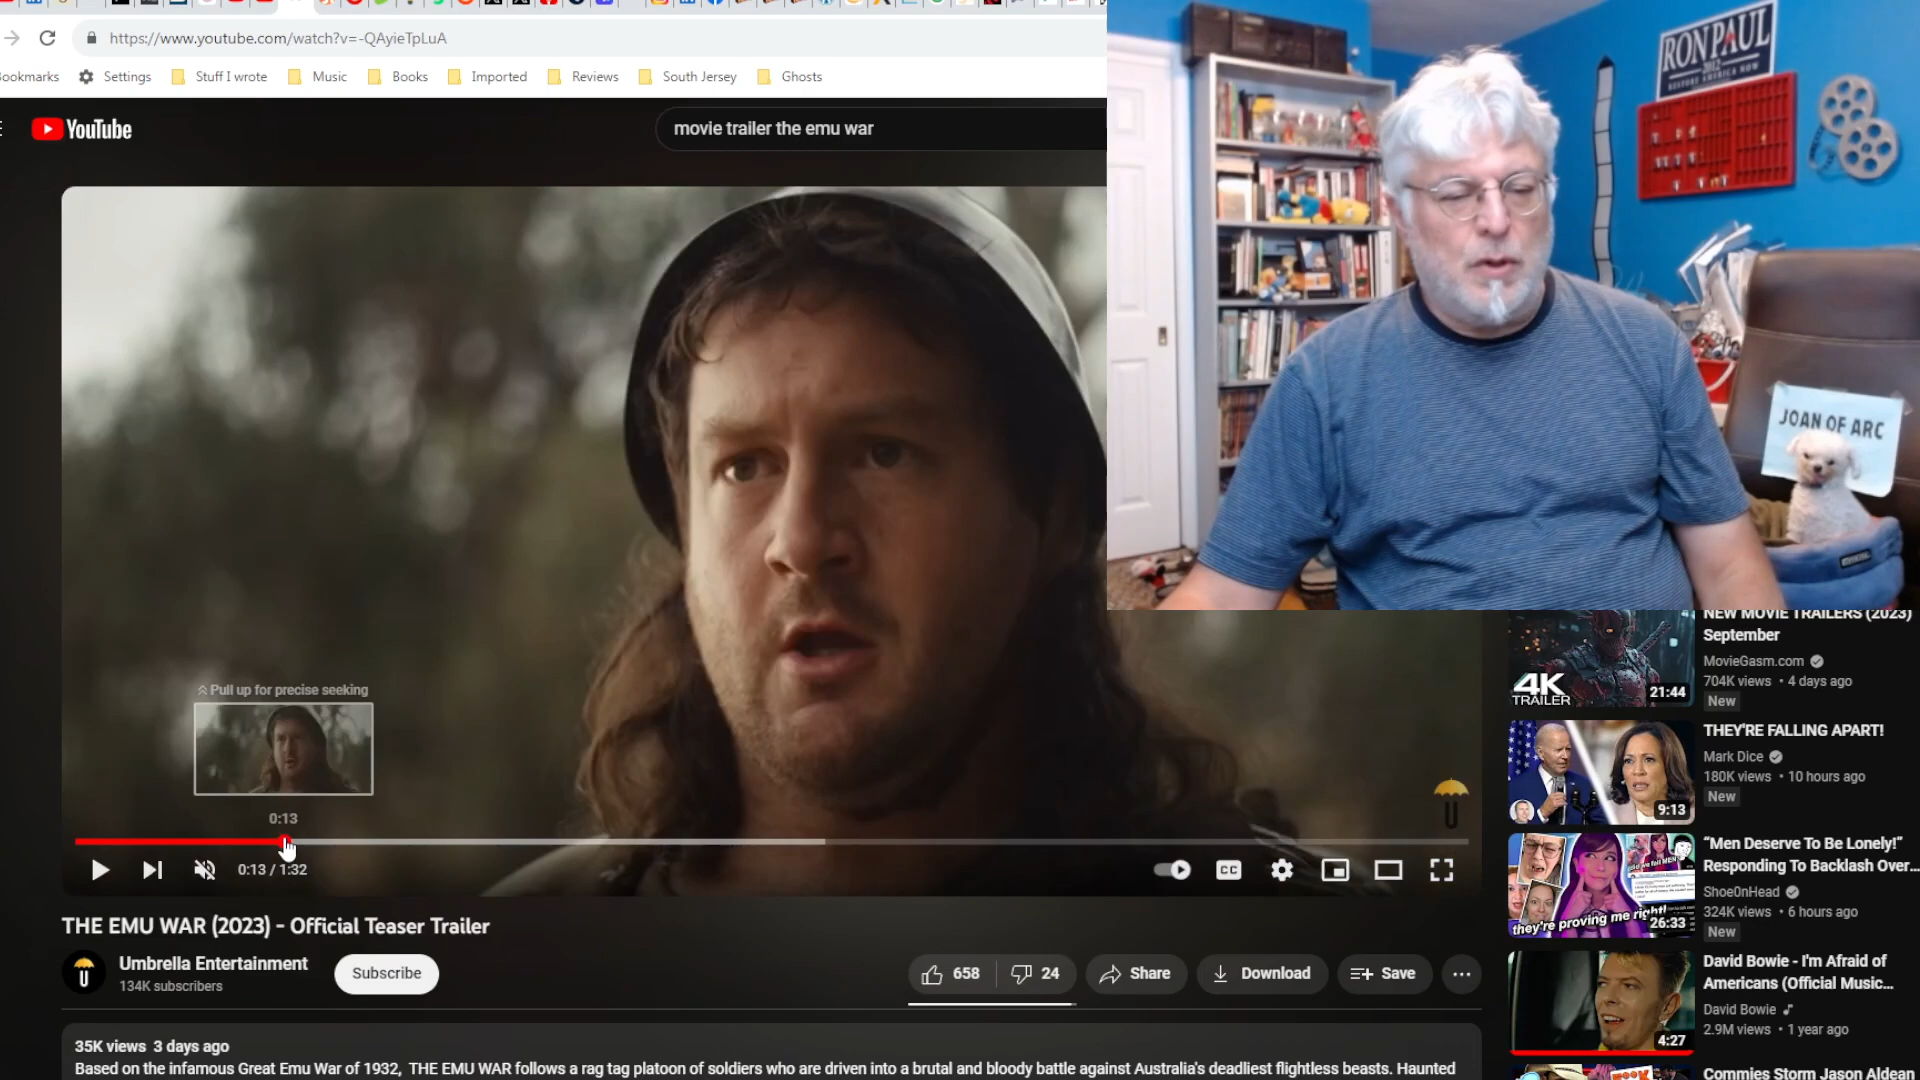 https://www.youtube.com/watch?v=-QAyieTpLuA
ookmarks Settings Stuff I wrote Music Books Imported Reviews South Jersey Ghosts
YouTube
movie trailer the emu war
RON PAUL
2012
RESTORE AMERICA NOW
JOAN OF ARC
Pull up for precise seeking
0:13
0:13 / 1:32
CC
U
THE EMU WAR (2023) - Official Teaser Trailer
U
Umbrella Entertainment
134K subscribers
Subscribe
658
24
Share
Download
Save
35K views 3 days ago
Based on the infamous Great Emu War of 1932, THE EMU WAR follows a rag tag platoon of soldiers who are driven into a brutal and bloody battle against Australia's deadliest flightless beasts. Haunted
4K
TRAILER
21:44
NEW MOVIE TRAILERS (2023)
September
MovieGasm.com
704K views • 4 days ago
New
9:13
THEY'RE FALLING APART!
Mark Dice
180K views • 10 hours ago
New
they're proving me right!
26:33
“Men Deserve To Be Lonely!”
Responding To Backlash Over...
Shoe0nHead
324K views • 6 hours ago
New
4:27
David Bowie - I'm Afraid of
Americans (Official Music...
David Bowie
2.9M views • 1 year ago
Commies Storm Jason Aldean